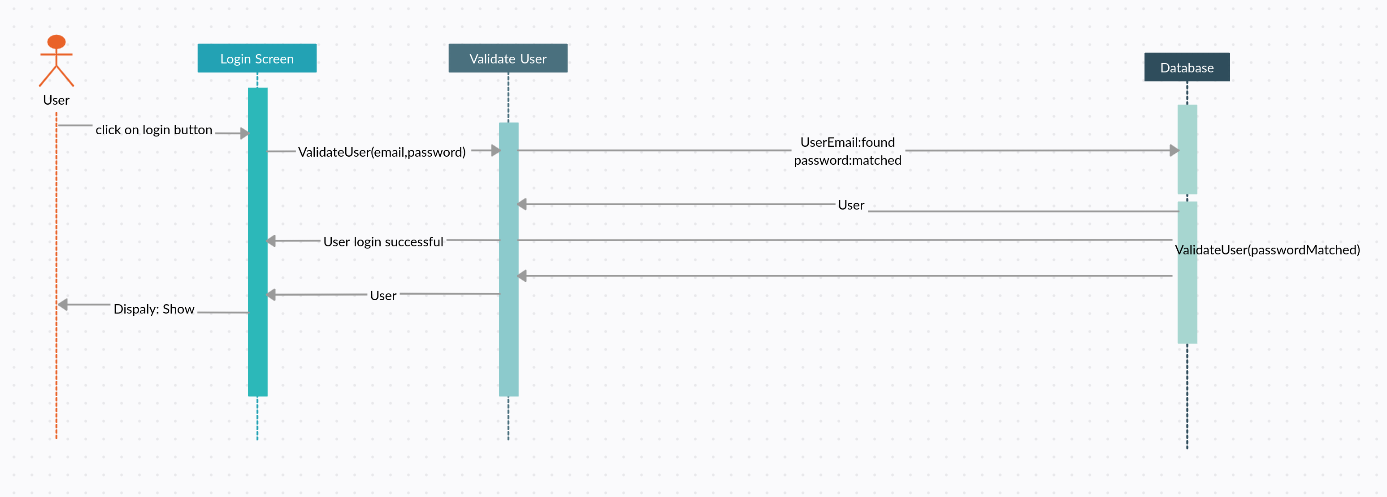 Login Screen
Validate User
Database
User
click on login button
ValidateUser(email,password)
UserEmail:found
password:matched
User
User login successful
ValidateUser(passwordMatched)
User
Dispaly: Show